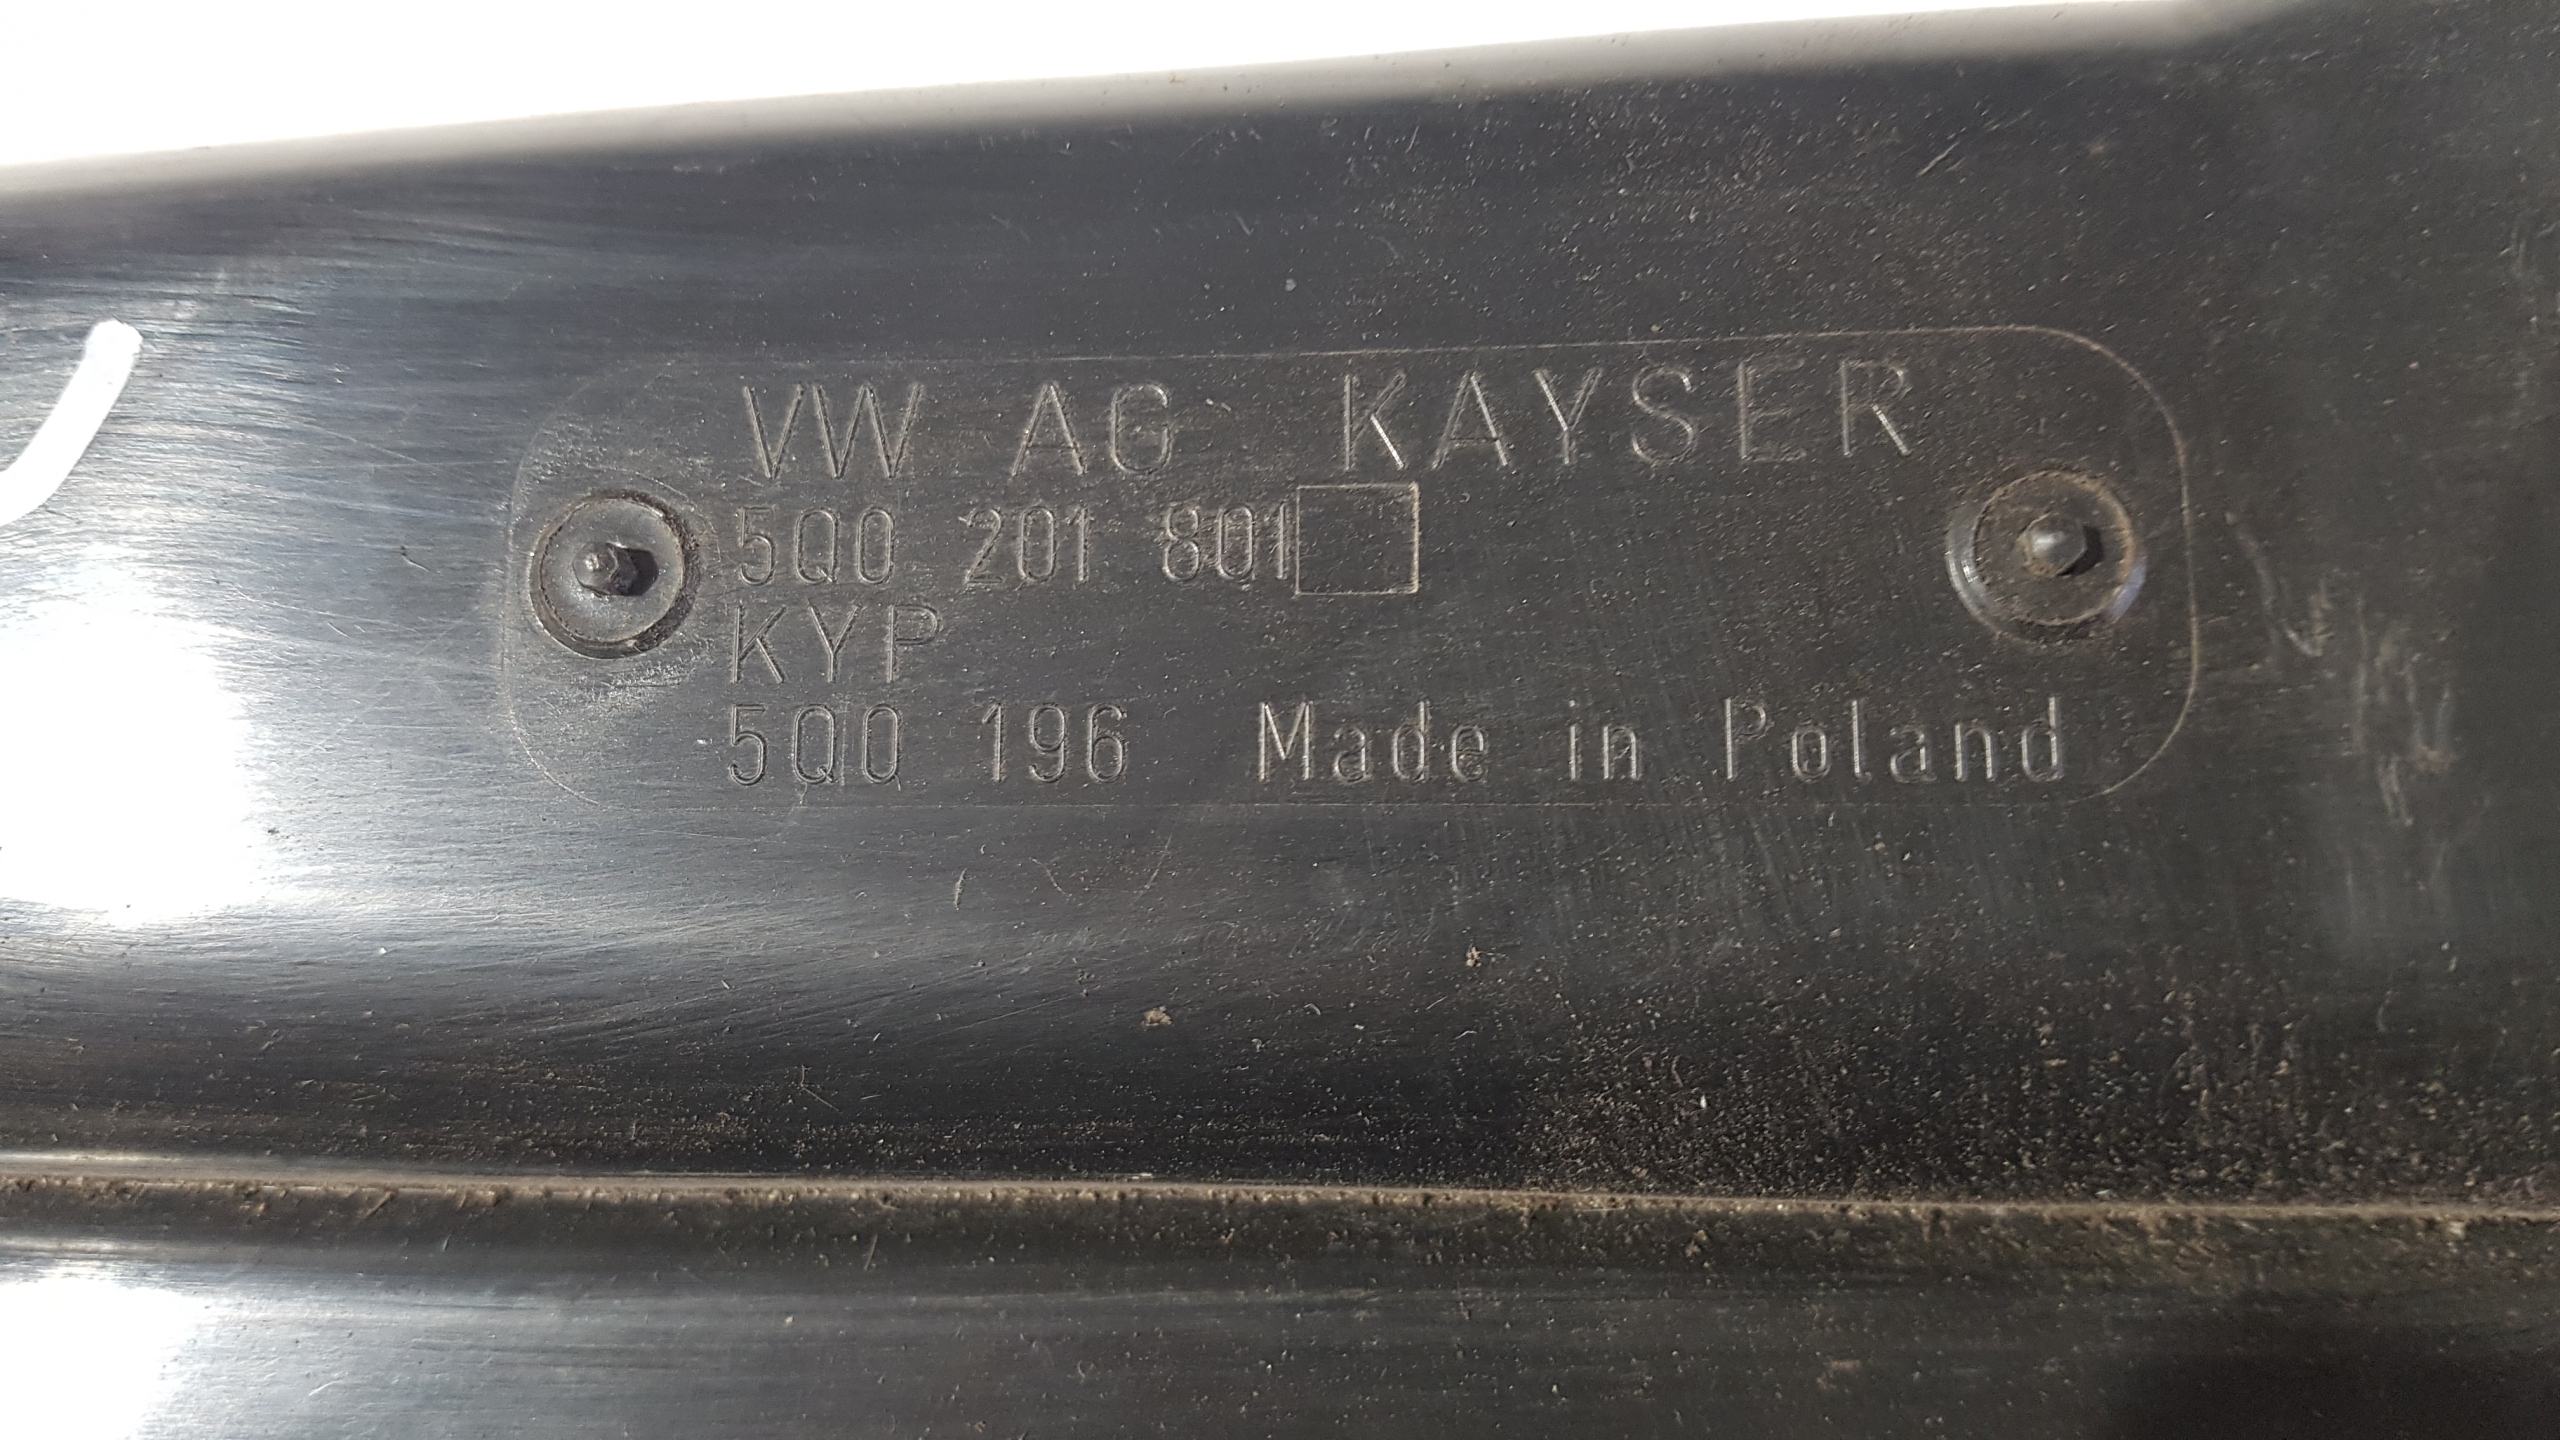 VW AG KAYSER
5Q0 201 801
KYP
5Q0 196 Made in Poland